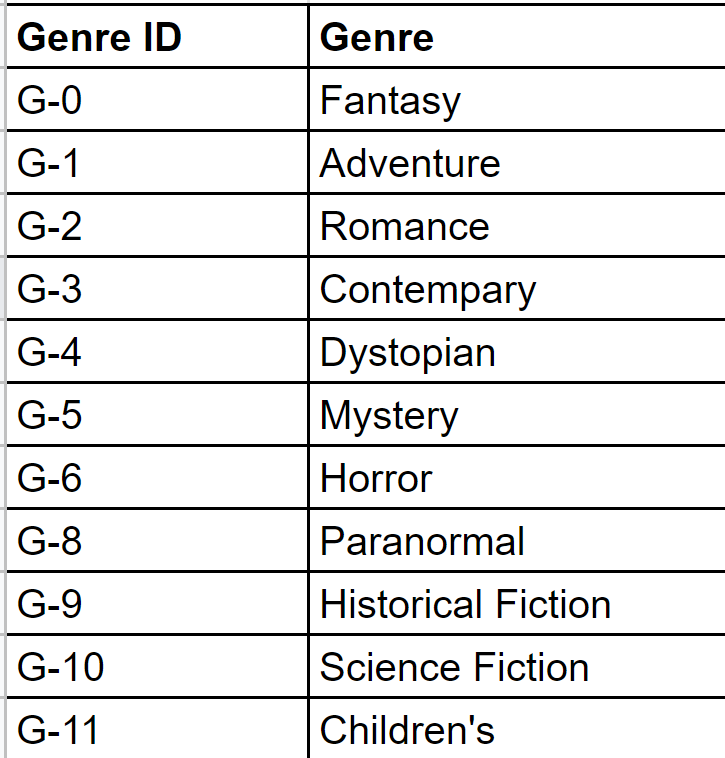 Genre ID Genre
G-0 Fantasy
G-1 Adventure
G-2 Romance
G-3 Contempary
G-4 Dystopian
G-5 Mystery
G-6 Horror
G-8 Paranormal
G-9 Historical Fiction
G-10 Science Fiction
G-11 Children's